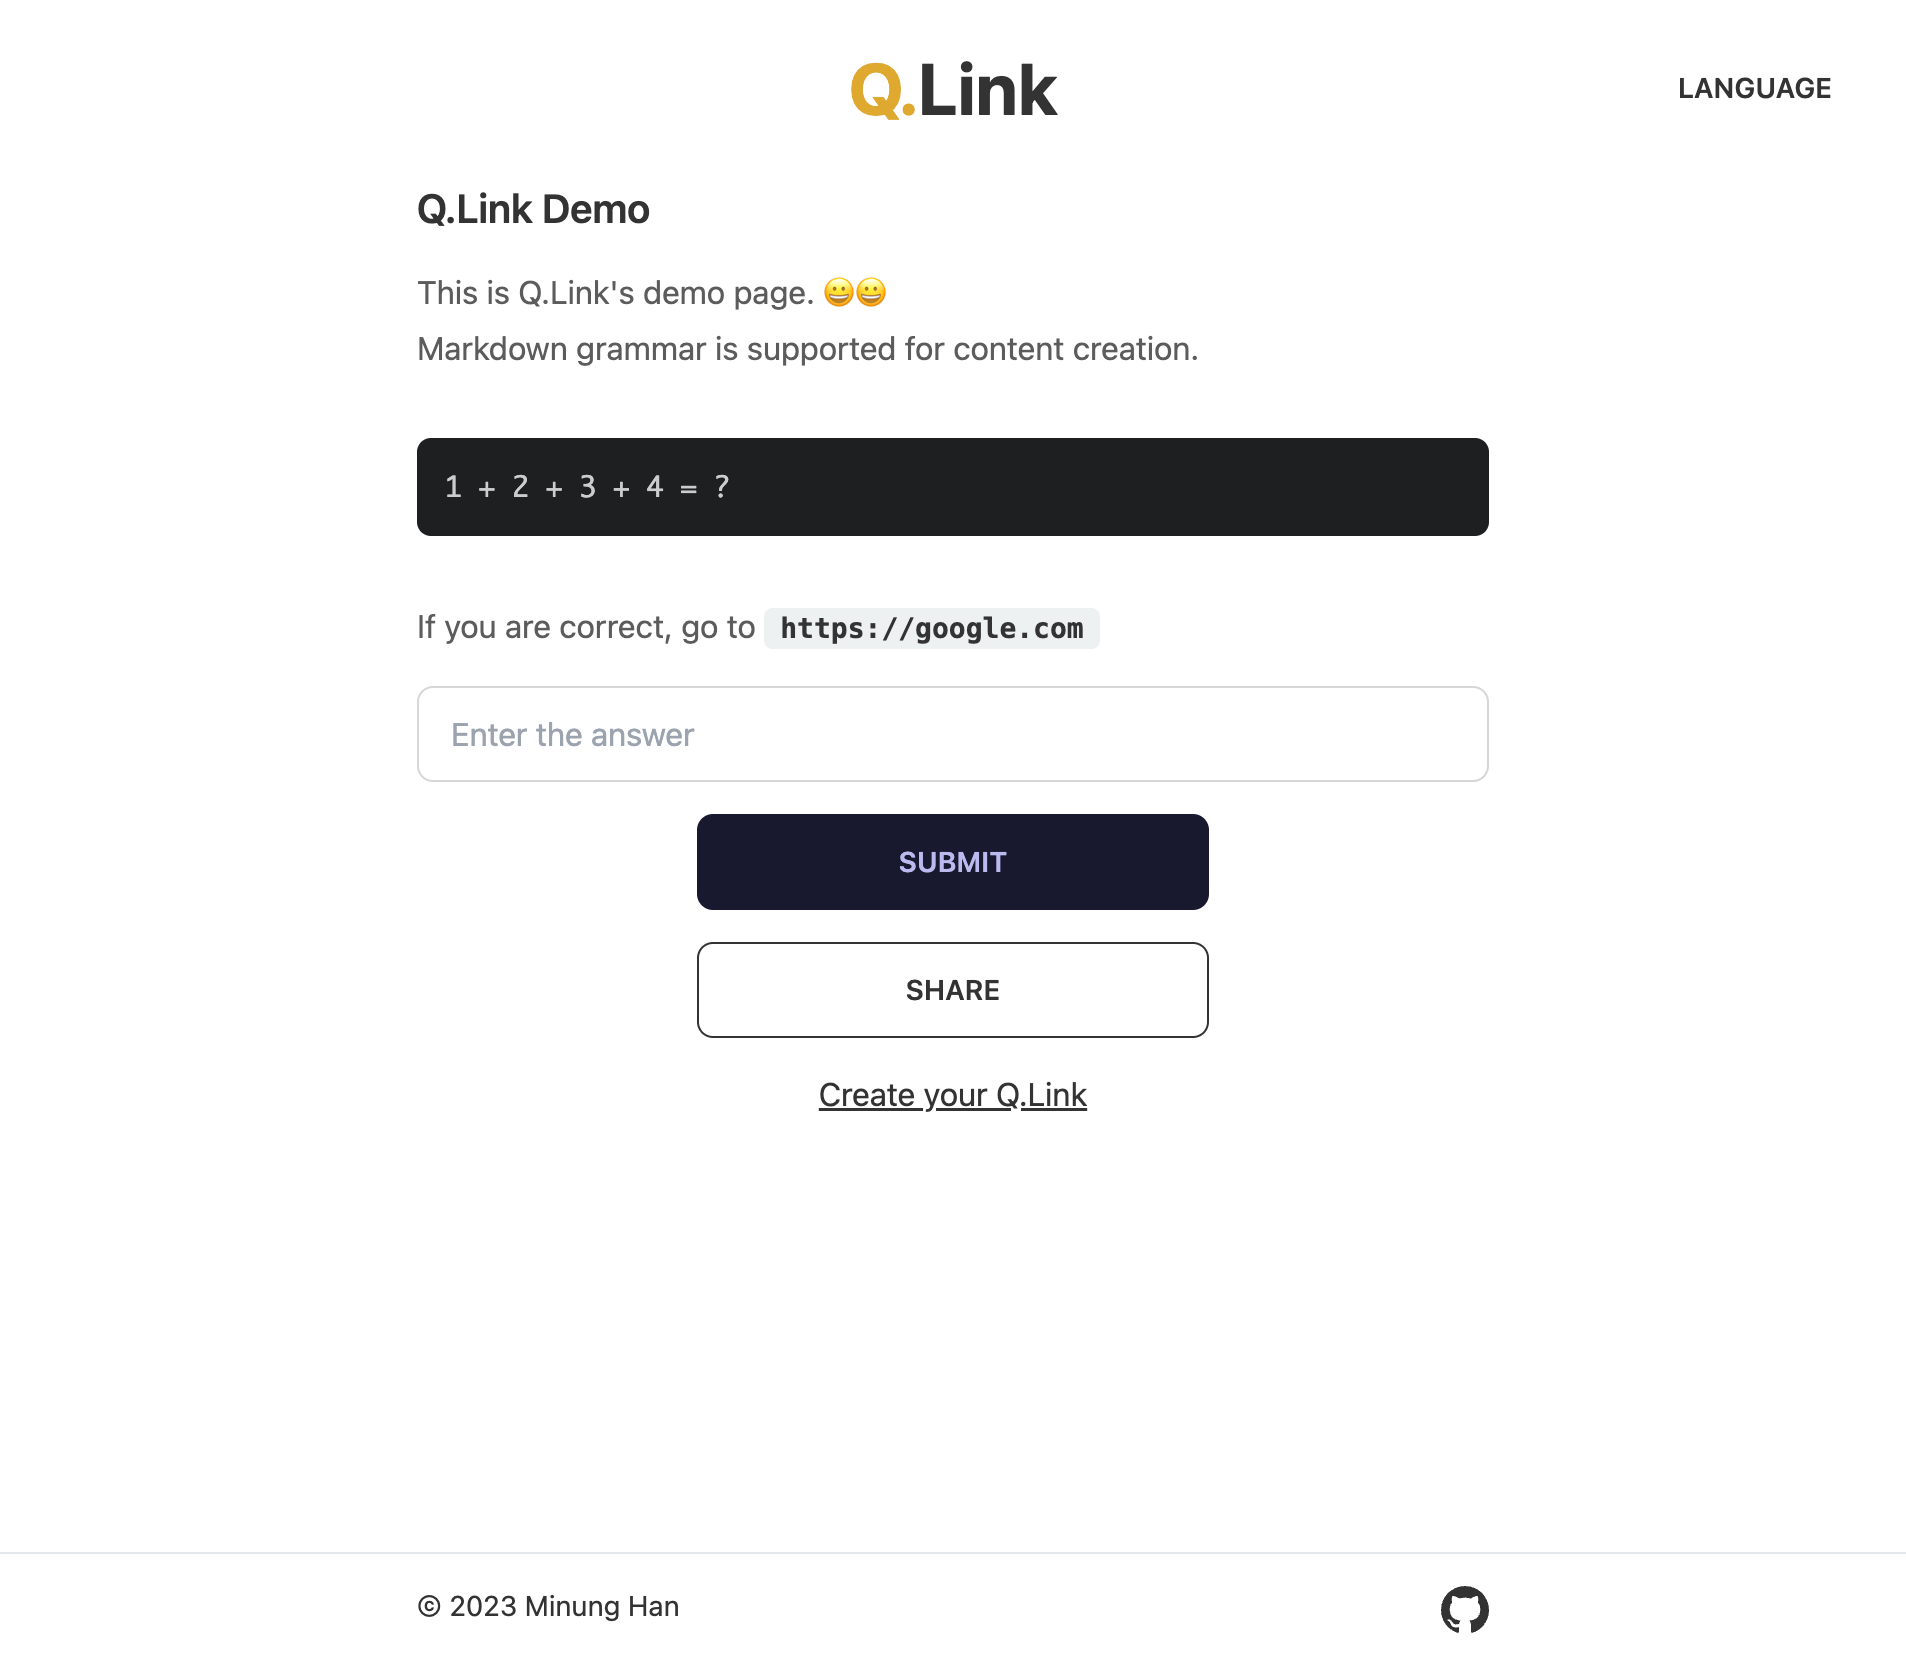 Q.Link
LANGUAGE
Q.Link Demo
This is Q.Link's demo page. 😀😀
Markdown grammar is supported for content creation.
1 + 2 + 3 + 4 = ?
If you are correct, go to https://google.com
Enter the answer
SUBMIT
SHARE
Create your Q.Link
© 2023 Minung Han